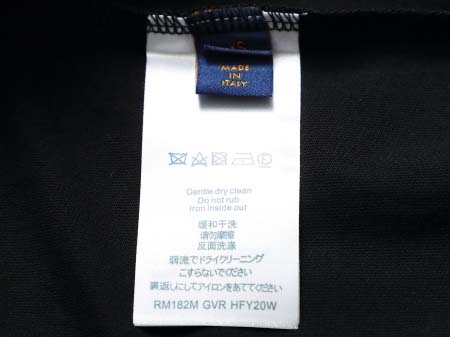 MADE
IN
ITALY
Gentle dry clean
Do not rub
Iron inside out
缓和干洗
请勿摩擦
反面洗涤
弱流でドライクリーニング
こすらないでください
裏返しにしてアイロンをあててください
RM182M GVR HFY20W